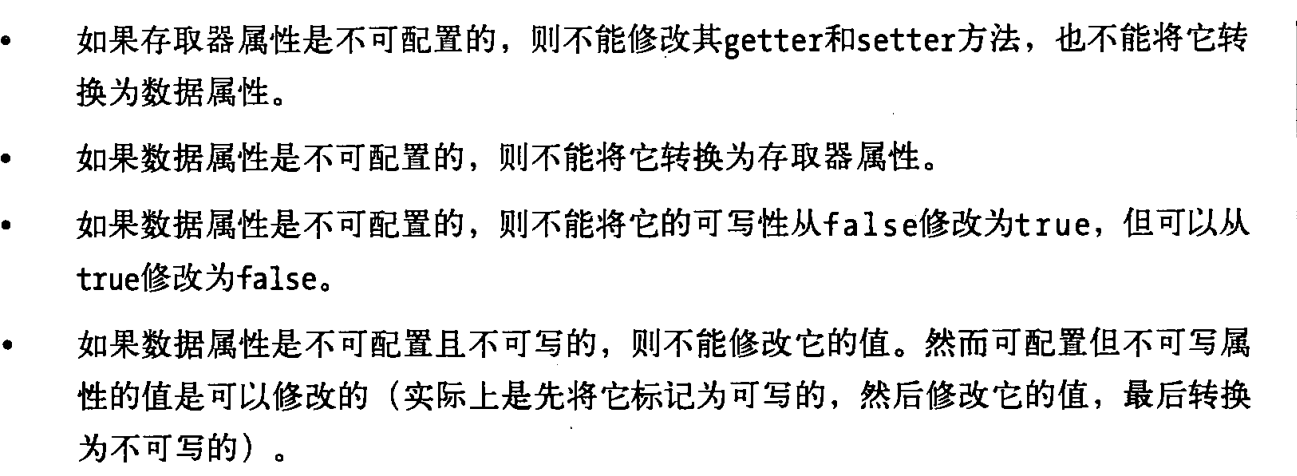 • 如果存取器属性是不可配置的，则不能修改其getter和setter方法，也不能将它转
换为数据属性。
• 如果数据属性是不可配置的，则不能将它转换为存取器属性。
• 如果数据属性是不可配置的，则不能将它的可写性从false修改为true，但可以从
true修改为false。
• 如果数据属性是不可配置且不可写的，则不能修改它的值。然而可配置但不可写属
性的值是可以修改的（实际上是先将它标记为可写的，然后修改它的值，最后转换
为不可写的）。